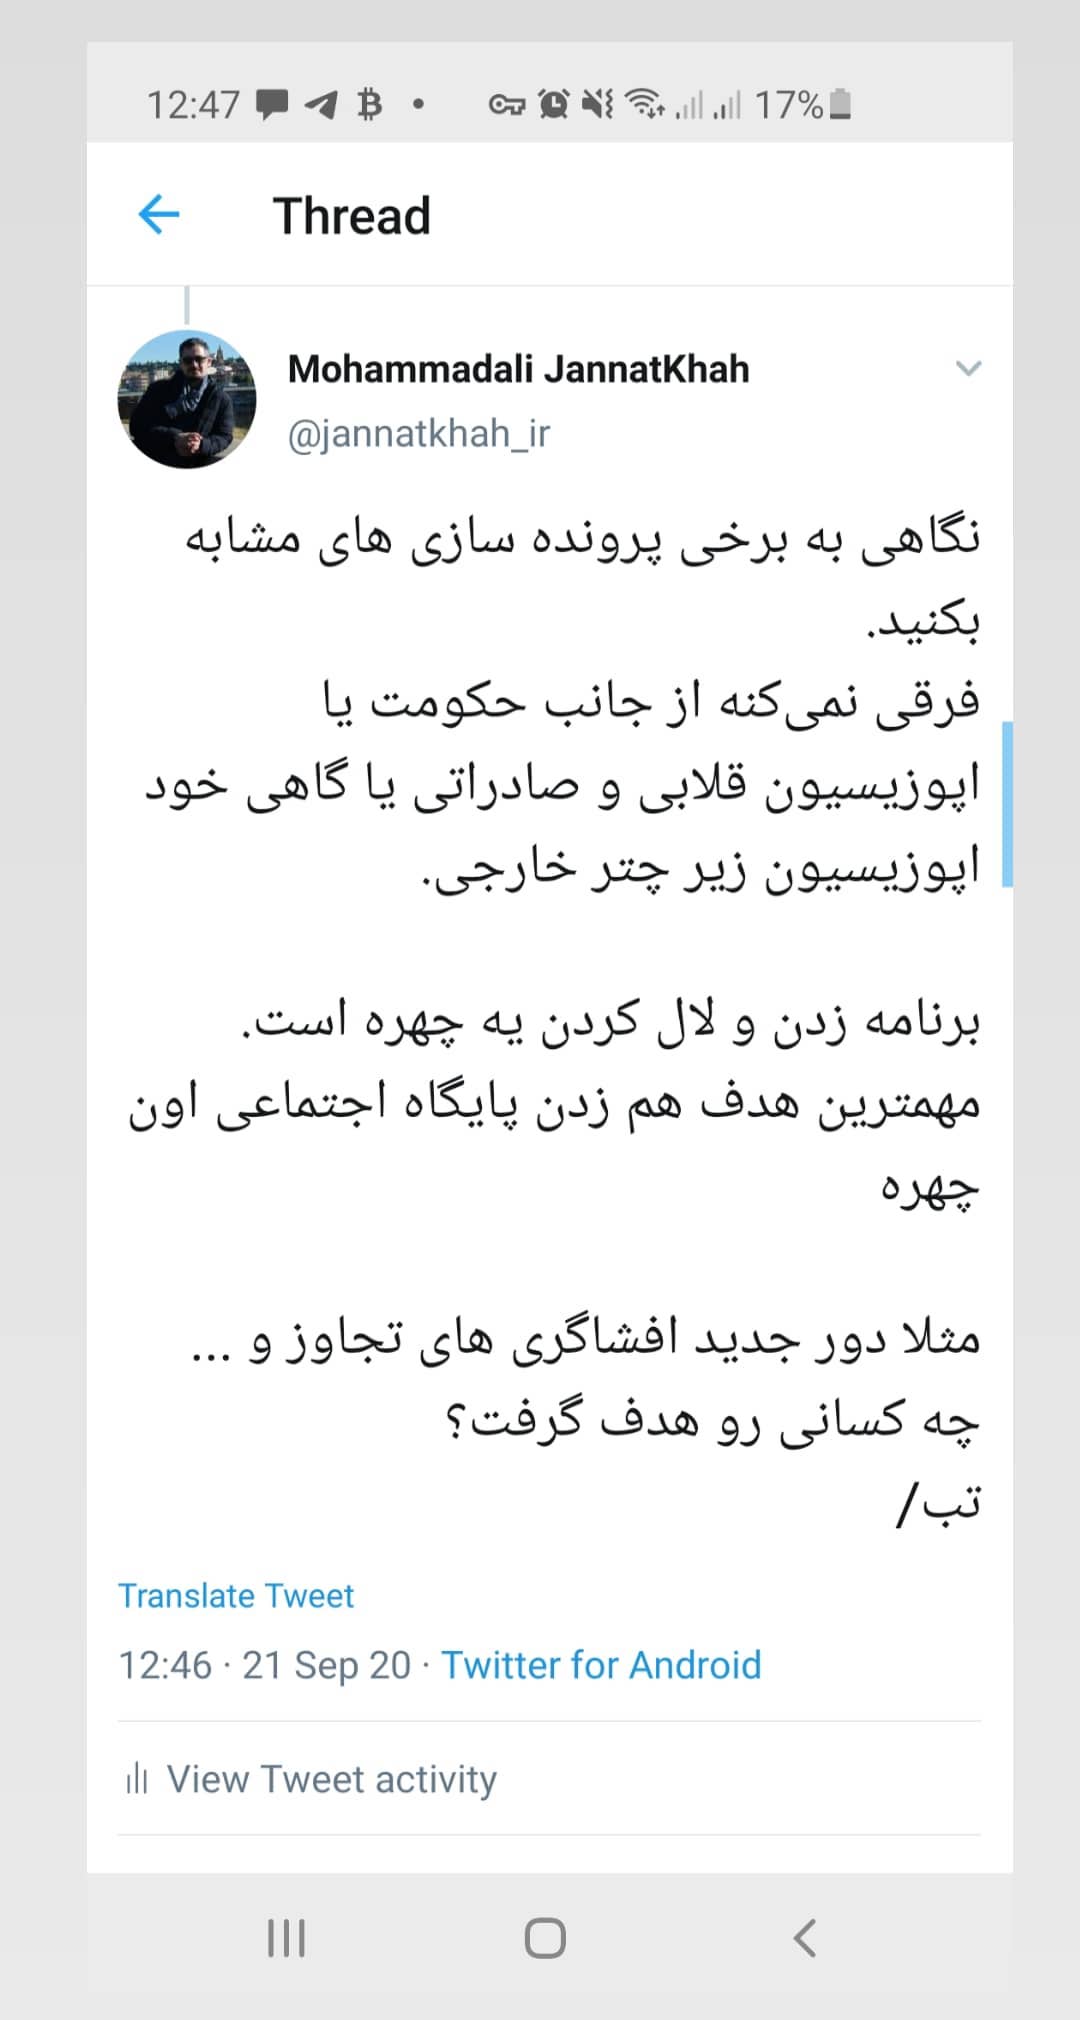 12:47 17%
Thread
Mohammadali JannatKhah
@jannatkhah_ir
نگاهی به برخی پرونده سازی های مشابه
بکنید.
فرقی نمی‌کنه از جانب حکومت یا
اپوزیسیون قلابی و صادراتی یا گاهی خود
اپوزیسیون زیر چتر خارجی.
برنامه زدن و لال کردن یه چهره است.
مهمترین هدف هم زدن پایگاه اجتماعی اون
چهره
مثلا دور جدید افشاگری های تجاوز و ...
چه کسانی رو هدف گرفت؟
تب/
Translate Tweet
12:46 · 21 Sep 20 · Twitter for Android
View Tweet activity